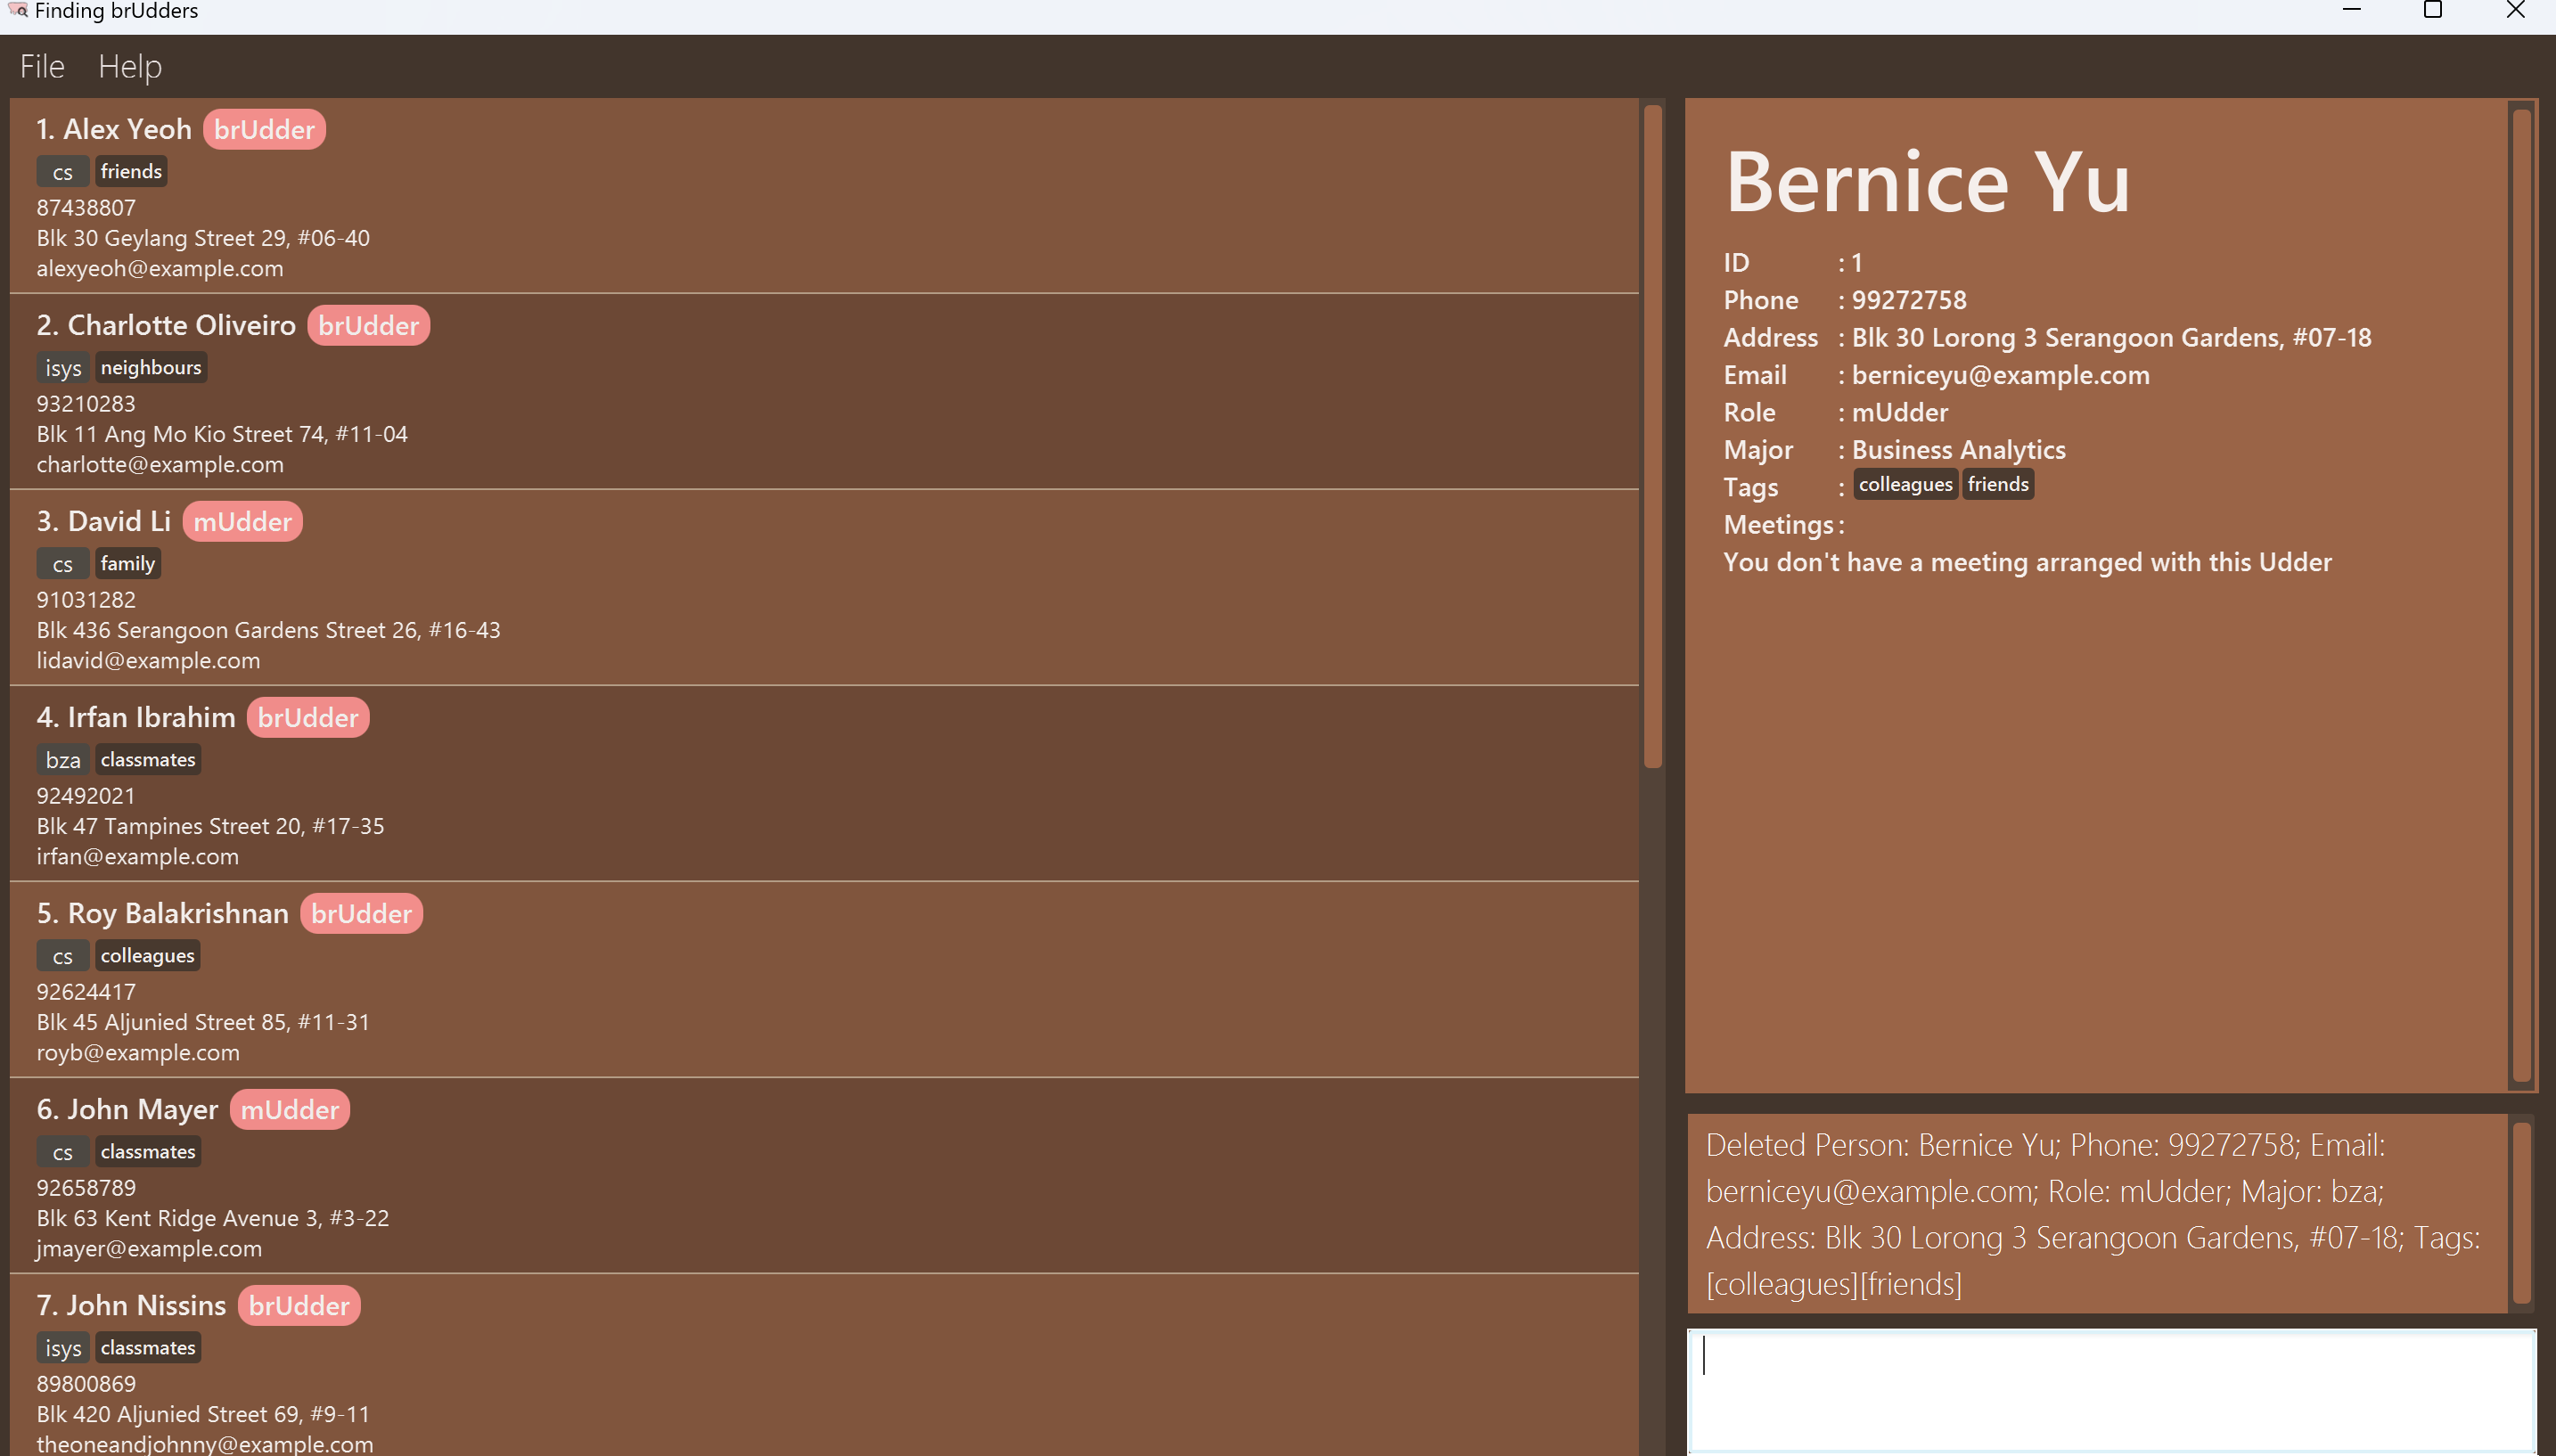 Finding brUdders
File Help
1. Alex Yeoh brUdder
cs friends
87438807
Blk 30 Geylang Street 29, #06-40
alexyeoh@example.com
2. Charlotte Oliveiro brUdder
isys neighbours
93210283
Blk 11 Ang Mo Kio Street 74, #11-04
charlotte@example.com
3. David Li mUdder
cs family
91031282
Blk 436 Serangoon Gardens Street 26, #16-43
lidavid@example.com
4. Irfan Ibrahim brUdder
bza classmates
92492021
Blk 47 Tampines Street 20, #17-35
irfan@example.com
5. Roy Balakrishnan brUdder
cs colleagues
92624417
Blk 45 Aljunied Street 85, #11-31
royb@example.com
6. John Mayer mUdder
cs classmates
92658789
Blk 63 Kent Ridge Avenue 3, #3-22
jmayer@example.com
7. John Nissins brUdder
isys classmates
89800869
Blk 420 Aljunied Street 69, #9-11
theoneandjohnny@example.com
Bernice Yu
ID : 1
Phone : 99272758
Address : Blk 30 Lorong 3 Serangoon Gardens, #07-18
Email : berniceyu@example.com
Role : mUdder
Major : Business Analytics
Tags : colleagues friends
Meetings :
You don't have a meeting arranged with this Udder
Deleted Person: Bernice Yu; Phone: 99272758; Email:
berniceyu@example.com; Role: mUdder; Major: bza;
Address: Blk 30 Lorong 3 Serangoon Gardens, #07-18; Tags:
[colleagues][friends]